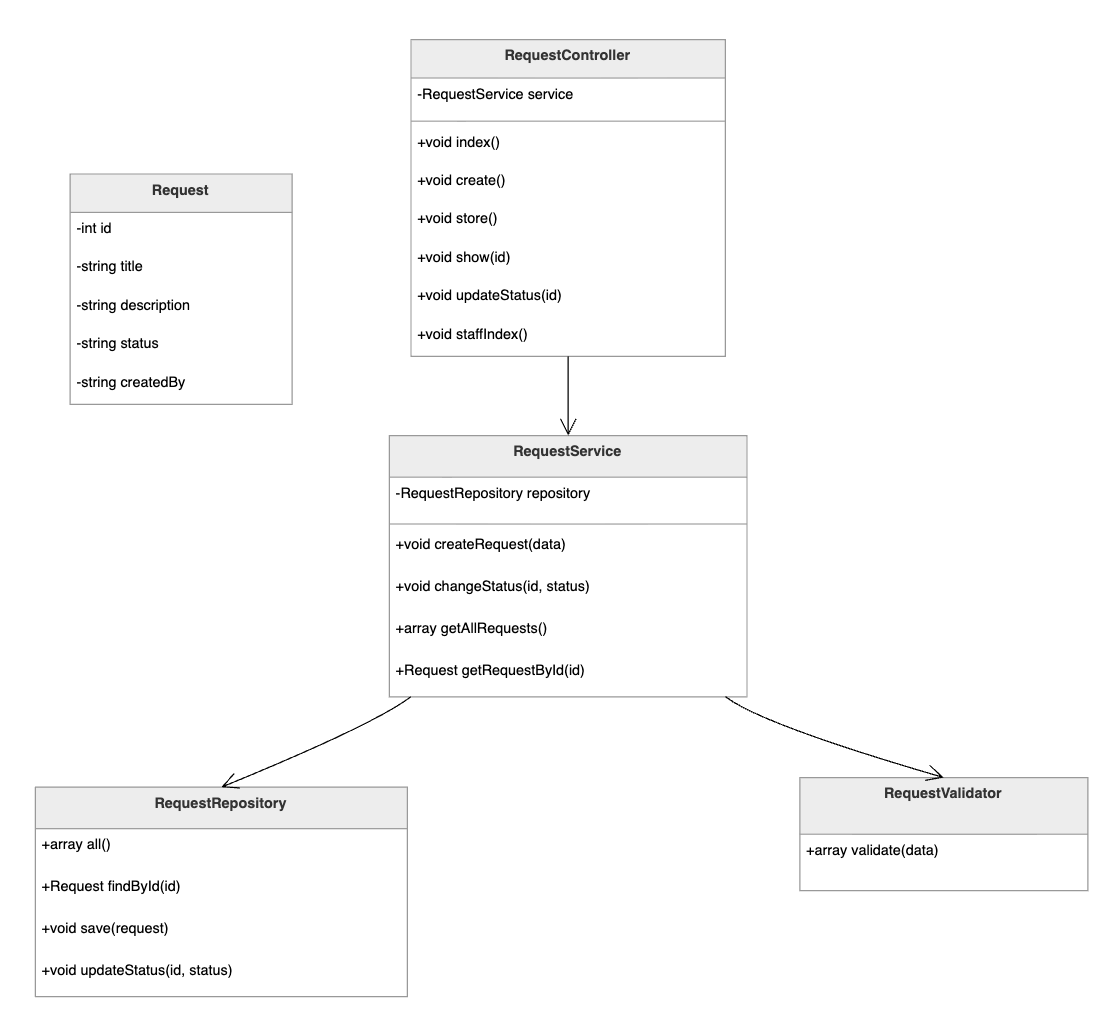 RequestController
-RequestService service
+void index()
+void create()
+void store()
+void show(id)
+void updateStatus(id)
+void staffIndex()
Request
-int id
-string title
-string description
-string status
-string createdBy
RequestService
-RequestRepository repository
+void createRequest(data)
+void changeStatus(id, status)
+array getAllRequests()
+Request getRequestById(id)
RequestRepository
+array all()
+Request findById(id)
+void save(request)
+void updateStatus(id, status)
RequestValidator
+array validate(data)